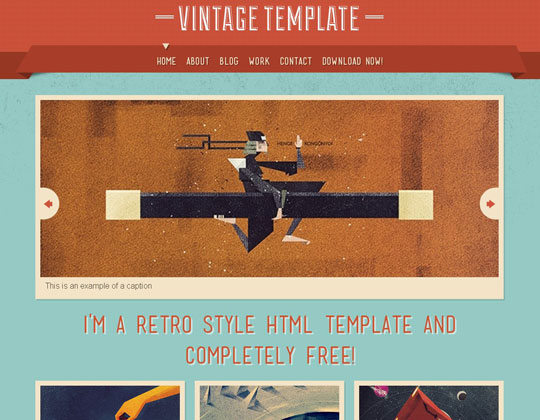 VINTAGE TEMPLATE
HOME ABOUT BLOG WORK CONTACT DOWNLOAD NOW!
This is an example of a caption
I'M A RETRO STYLE HTML TEMPLATE AND
COMPLETELY FREE!